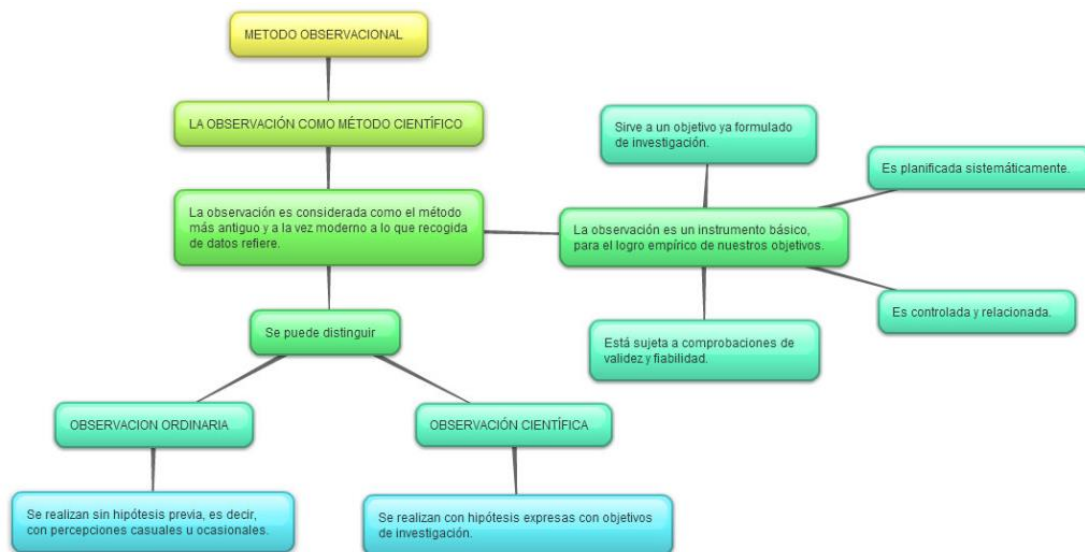 METODO OBSERVACIONAL
LA OBSERVACIÓN COMO MÉTODO CIENTÍFICO
La observación es considerada como el método
más antiguo y a la vez moderno a lo que recogida
de datos refiere.
Sirve a un objetivo ya formulado
de investigación.
Es planificada sistemáticamente.
La observación es un instrumento básico,
para el logro empírico de nuestros objetivos.
Es controlada y relacionada.
Está sujeta a comprobaciones de
validez y fiabilidad.
Se puede distinguir
OBSERVACION ORDINARIA
OBSERVACIÓN CIENTÍFICA
Se realizan sin hipótesis previa, es decir,
con percepciones casuales u ocasionales.
Se realizan con hipótesis expresas con objetivos
de investigación.